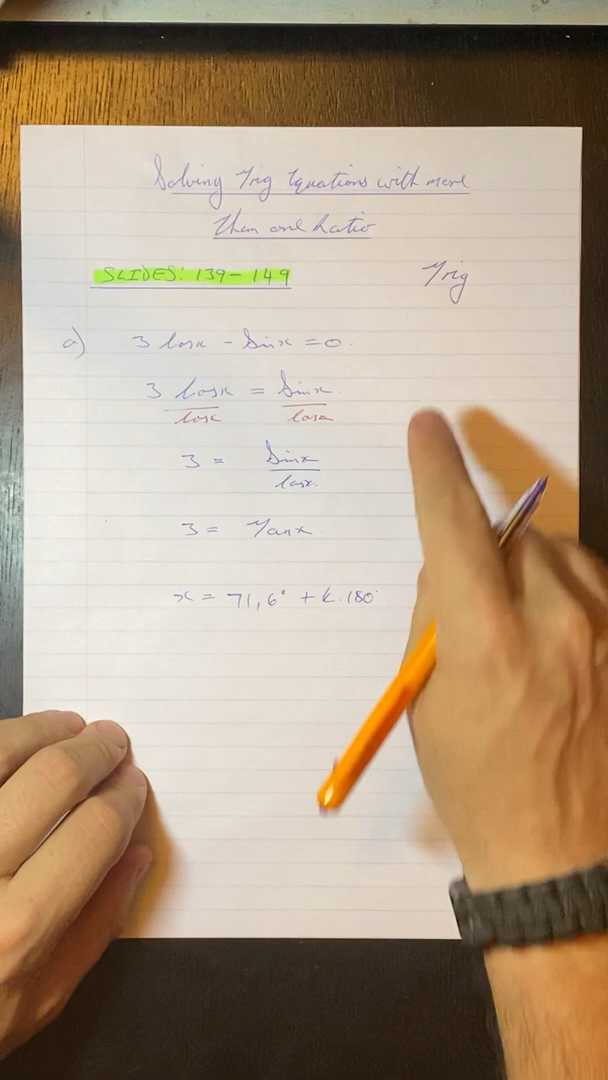 Solving Trig Equations with more
than one Ratio
SLIDES: 139-149
Trig
a) 3 Cosx - Sinx = 0.
3 Cosx / Cosx = Sinx / Cosx
3 = Sinx / Cosx.
3 = Tanx.
x = 71,6° + k.180°